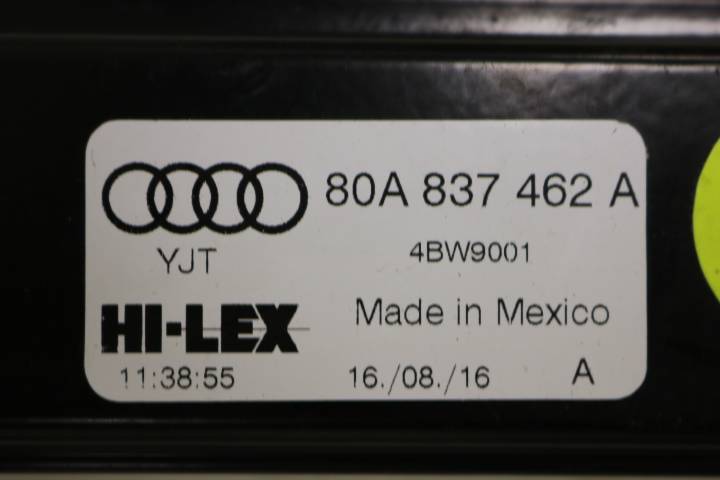 80A 837 462 A
YJT 4BW9001
HI-LEX Made in Mexico
11:38:55 16./08./16 A